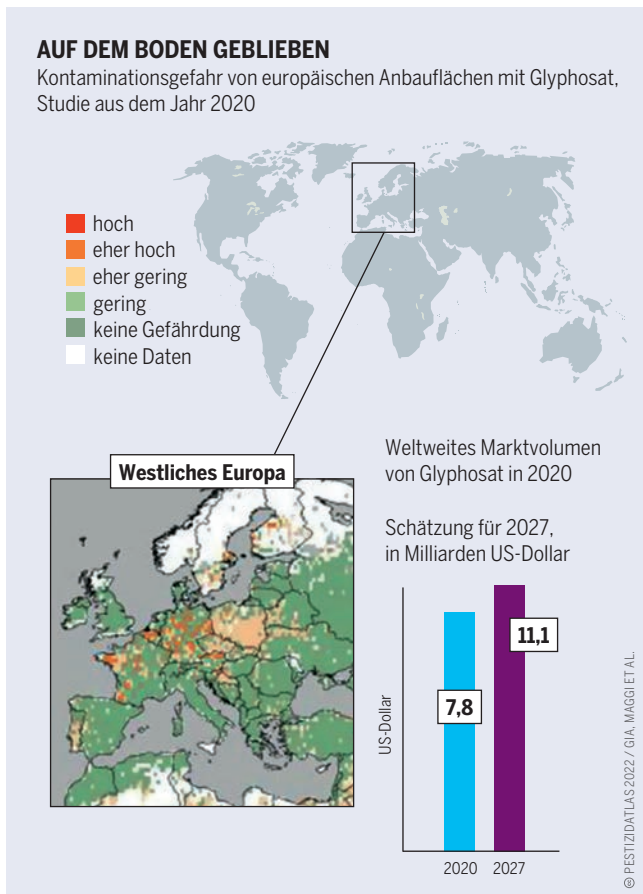 AUF DEM BODEN GEBLIEBEN
Kontaminationsgefahr von europäischen Anbauflächen mit Glyphosat,
Studie aus dem Jahr 2020
hoch
eher hoch
eher gering
gering
keine Gefährdung
keine Daten
Westliches Europa
Weltweites Marktvolumen
von Glyphosat in 2020
Schätzung für 2027,
in Milliarden US-Dollar
US-Dollar
7,8
11,1
2020 2027
PESTIZIDATLAS 2022 / GIA, MAGGI ET AL.